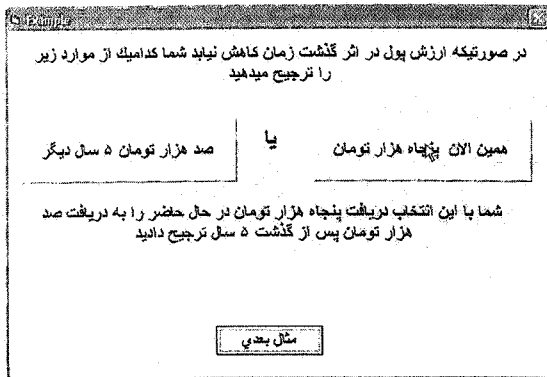 Example
در صورتیکه ارزش پول در اثر گذشت زمان کاهش نیابد شما کدامیك از موارد زیر
را ترجیح میدهید
همین الان پنجاه هزار تومان
یا
صد هزار تومان ۵ سال دیگر
شما با این انتخاب دریافت پنجاه هزار تومان در حال حاضر را به دریافت صد
هزار تومان پس از گذشت ۵ سال ترجیح دادید
مثال بعدي